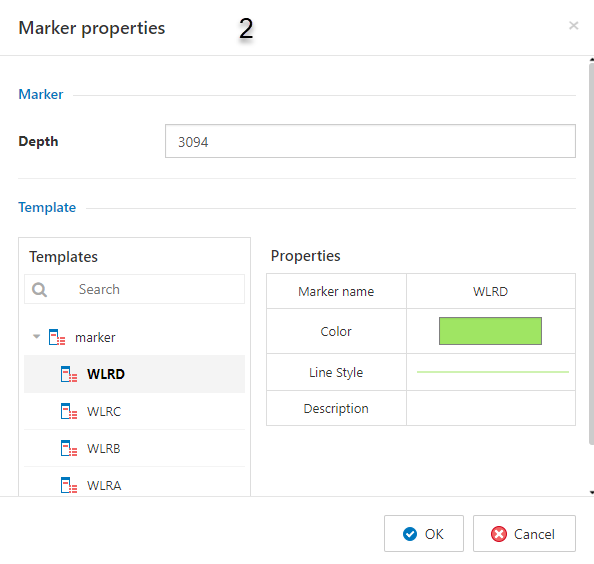 Marker properties 2
Marker
Depth 3094
Template
Templates
Search
marker
WLRD
WLRC
WLRB
WLRA
Properties
Marker name WLRD
Color
Line Style
Description
OK Cancel